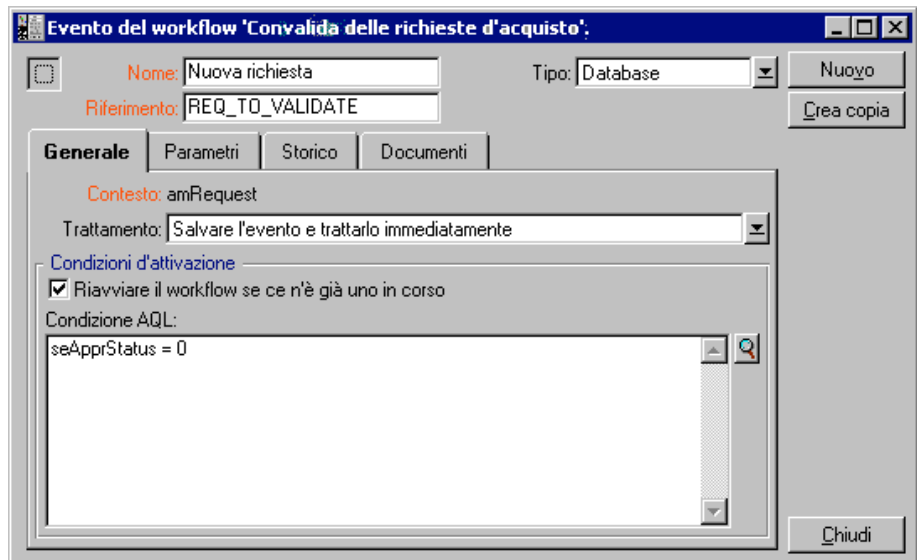 Evento del workflow 'Convalida delle richieste d'acquisto'.
Nome: Nuova richiesta
Tipo: Database
Nuovo
Riferimento: REQ_TO_VALIDATE
Crea copia
Generale
Parametri
Storico
Documenti
Contesto: amRequest
Trattamento: Salvare l'evento e trattarlo immediatamente
Condizioni d'attivazione
Riavviare il workflow se ce n'è già uno in corso
Condizione AQL:
seApprStatus = 0
Chiudi